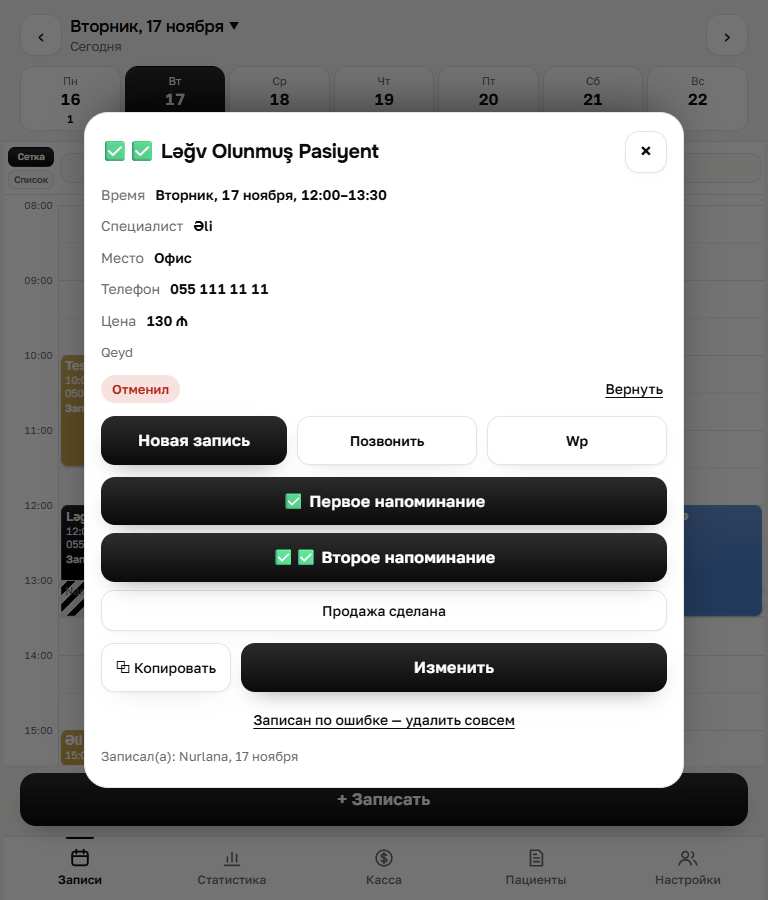 ‹
Вторник, 17 ноября ▼
Сегодня
›
Пн Вт Ср Чт Пт Сб Вс
16 17 18 19 20 21 22
1
✅ ✅ Ləğv Olunmuş Pasiyent
×
Сетка
Список
Время Вторник, 17 ноября, 12:00–13:30
Специалист Əli
Место Офис
Телефон 055 111 11 11
Цена 130 ₼
Qeyd
Отменил Вернуть
Новая запись Позвонить Wp
✅ Первое напоминание
✅ ✅ Второе напоминание
Продажа сделана
Копировать Изменить
Записан по ошибке — удалить совсем
Записал(а): Nurlana, 17 ноября
08:00
09:00
10:00
11:00
12:00
13:00
14:00
15:00
Əli
+ Записать
Записи Статистика Касса Пациенты Настройки